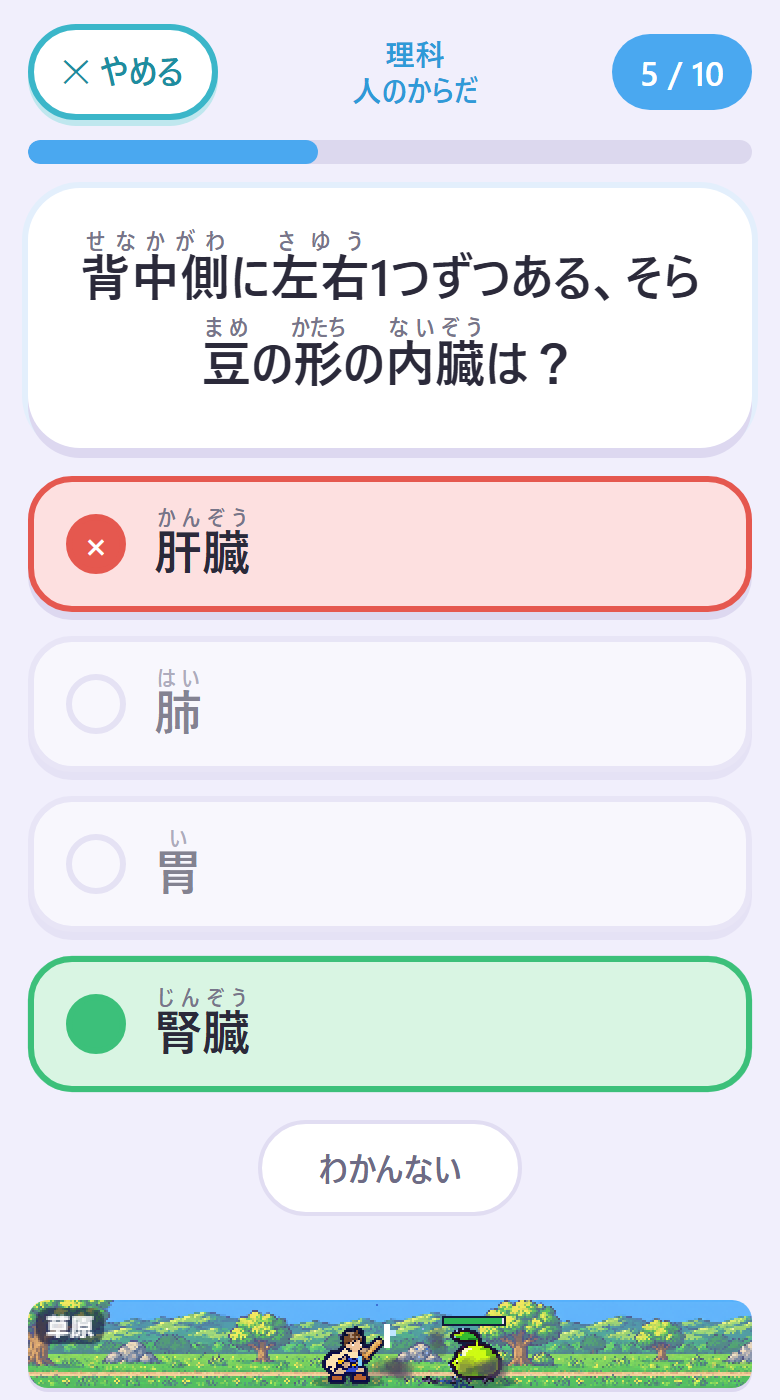 × やめる
理科
人のからだ
5 / 10
せなかがわ さゆう
背中側に左右1つずつある、そら
まめ かたち ないぞう
豆の形の内臓は？
かんぞう
× 肝臓
はい
肺
い
胃
じんぞう
腎臓
わかんない
草原